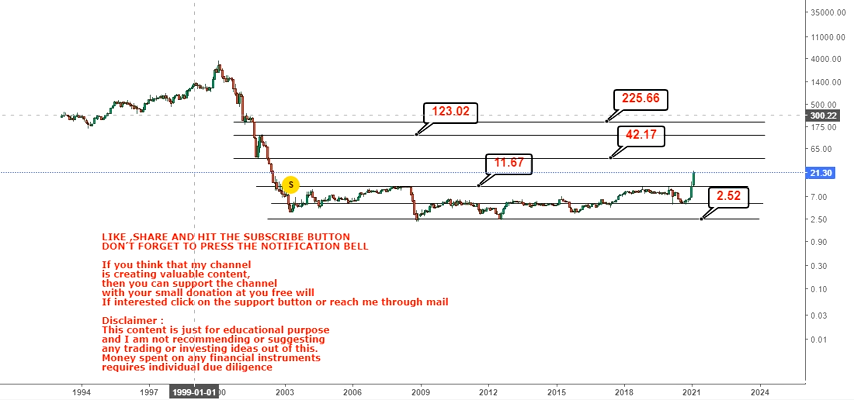 35000.00
11000.00
4000.00
1400.00
500.00
300.22
175.00
65.00
21.30
7.00
2.50
0.90
0.30
0.10
0.03
0.01
225.66
123.02
42.17
11.67
2.52
S
LIKE ,SHARE AND HIT THE SUBSCRIBE BUTTON
DON'T FORGET TO PRESS THE NOTIFICATION BELL
If you think that my channel
is creating valuable content,
then you can support the channel
with your small donation at you free will
If interested click on the support button or reach me through mail
Disclaimer :
This content is just for educational purpose
and I am not recommending or suggesting
any trading or investing ideas out of this.
Money spent on any financial instruments
requires individual due diligence
1994 1997 1999-01-01 2003 2006 2009 2012 2015 2018 2021 2024